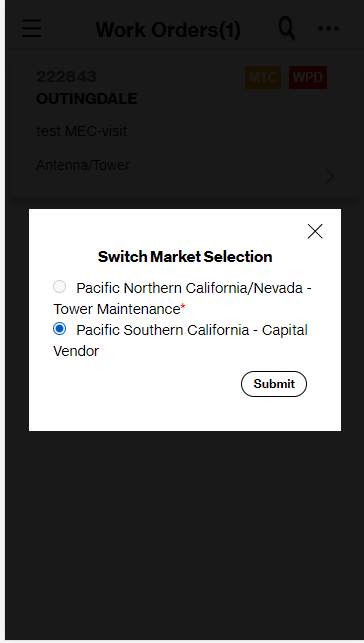 Work Orders(1)
222843
MTC WPD
OUTINGDALE
test MEC-visit
Antenna/Tower
Switch Market Selection
Pacific Northern California/Nevada -
Tower Maintenance*
Pacific Southern California - Capital
Vendor
Submit